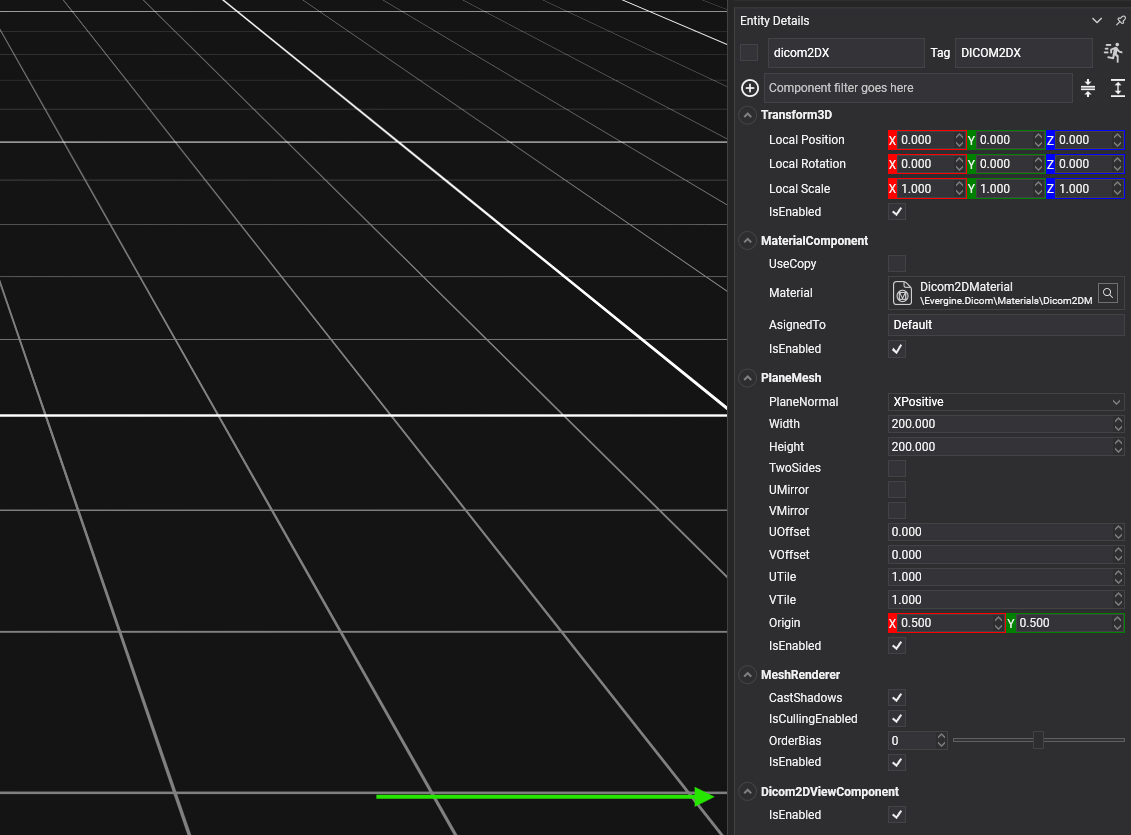 Entity Details
dicom2DX Tag DICOM2DX
Component filter goes here
Transform3D
Local Position X 0.000 Y 0.000 Z 0.000
Local Rotation X 0.000 Y 0.000 Z 0.000
Local Scale X 1.000 Y 1.000 Z 1.000
IsEnabled
MaterialComponent
UseCopy
Material M Dicom2DMaterial
\Evergine.Dicom\Materials\Dicom2DM
AsignedTo Default
IsEnabled
PlaneMesh
PlaneNormal XPositive
Width 200.000
Height 200.000
TwoSides
UMirror
VMirror
UOffset 0.000
VOffset 0.000
UTile 1.000
VTile 1.000
Origin X 0.500 Y 0.500
IsEnabled
MeshRenderer
CastShadows
IsCullingEnabled
OrderBias 0
IsEnabled
Dicom2DViewComponent
IsEnabled